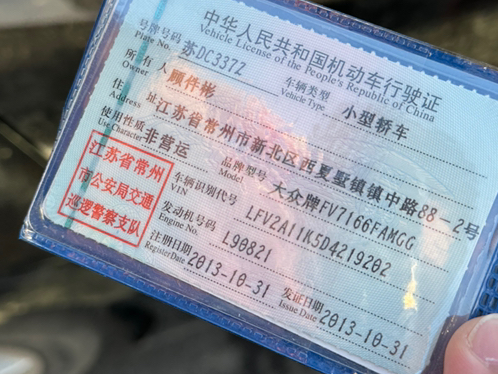 中华人民共和国机动车行驶证
Vehicle License of the People's Republic of China
号牌号码 苏DC337Z 车辆类型 小型轿车
Plate No. Vehicle Type
所有人 顾件彬
Owner
住址 江苏省常州市新北区西夏墅镇镇中路88-2号
Address
使用性质 非营运 品牌型号 大众牌FV7166FAMGG
Use Character Model
江苏省常州
市公安局交通
巡逻警察支队
车辆识别代号 LFV2A11K5D4219202
VIN
发动机号码 L90821
Engine No.
注册日期 2013-10-31 发证日期 2013-10-31
Register Date Issue Date